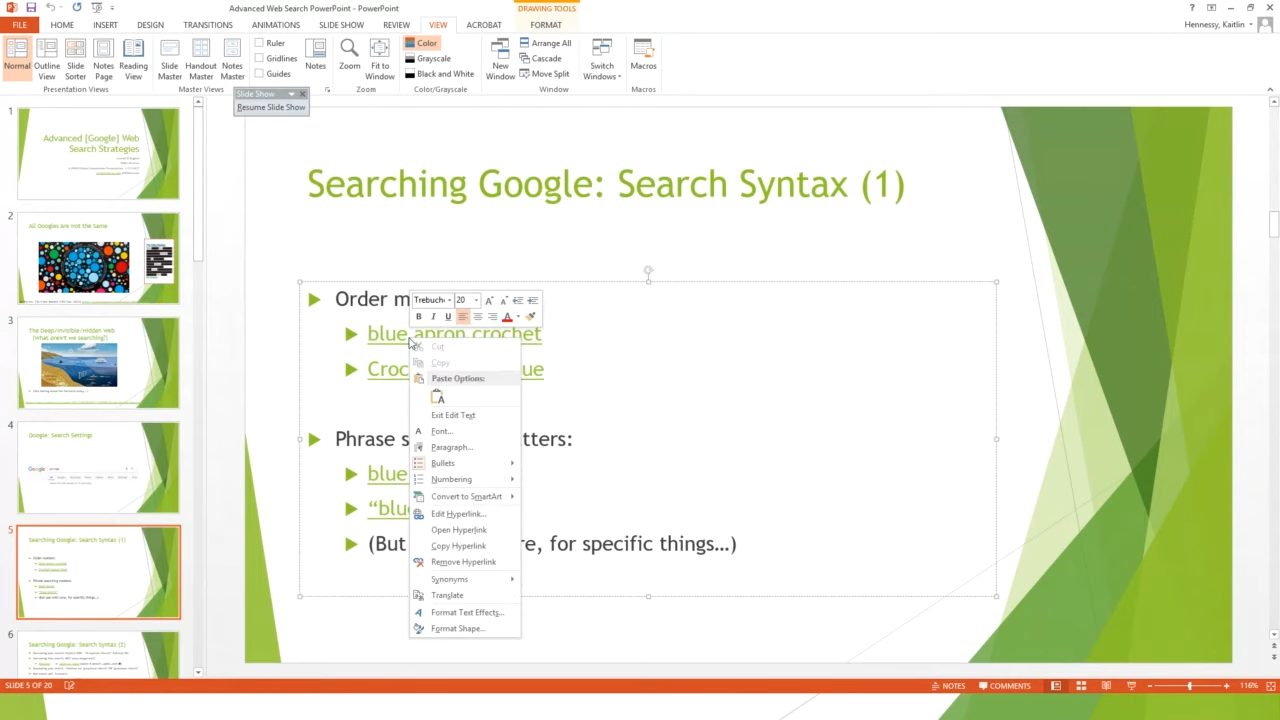 Advanced Web Search PowerPoint - PowerPoint
DRAWING TOOLS
FILE HOME INSERT DESIGN TRANSITIONS ANIMATIONS SLIDE SHOW REVIEW VIEW ACROBAT FORMAT
Hennessy, Kaitlin
Normal Outline View Slide Sorter Notes Page Reading View
Slide Master Handout Master Notes Master
Ruler
Gridlines
Guides
Notes
Zoom Fit to Window
Color
Grayscale
Black and White
New Window
Arrange All
Cascade
Move Split
Switch Windows
Macros
Presentation Views
Master Views
Zoom
Color/Grayscale
Window
Macros
Slide Show
Resume Slide Show
1
Advanced [Google] Web
Search Strategies
2
All Googles Are Not the Same
3
The Deep/Invisible/Hidden Web
(What aren't we searching?)
4
Google: Search Settings
5
Searching Google: Search Syntax (1)
6
Searching Google: Search Syntax (2)
Searching Google: Search Syntax (1)
Order m
blue apron crochet
Croc ue
Phrase s tters:
blue
"blu
(But re, for specific things…)
Trebuch 20
B I U A
Cut
Copy
Paste Options:
Exit Edit Text
Font...
Paragraph...
Bullets
Numbering
Convert to SmartArt
Edit Hyperlink...
Open Hyperlink
Copy Hyperlink
Remove Hyperlink
Synonyms
Translate
Format Text Effects...
Format Shape...
SLIDE 5 OF 20
NOTES
COMMENTS
116%